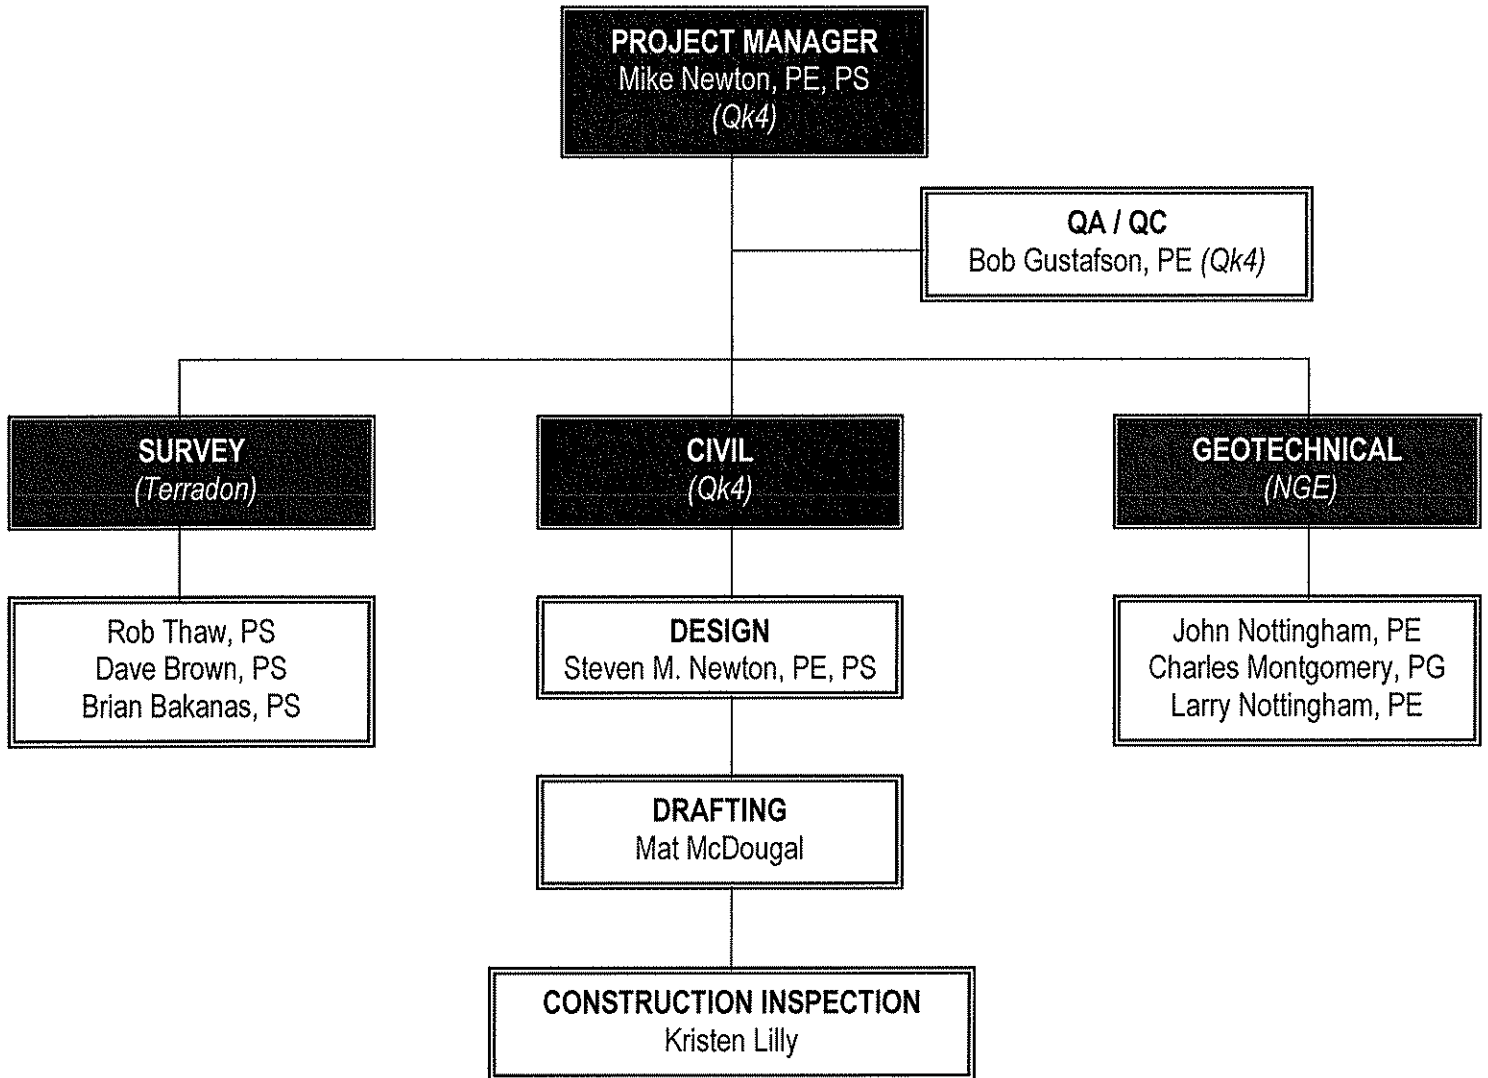 PROJECT MANAGER
Mike Newton, PE, PS
(Qk4)
QA / QC
Bob Gustafson, PE (Qk4)
SURVEY
(Terradon)
CIVIL
(Qk4)
GEOTECHNICAL
(NGE)
Rob Thaw, PS
Dave Brown, PS
Brian Bakanas, PS
DESIGN
Steven M. Newton, PE, PS
John Nottingham, PE
Charles Montgomery, PG
Larry Nottingham, PE
DRAFTING
Mat McDougal
CONSTRUCTION INSPECTION
Kristen Lilly